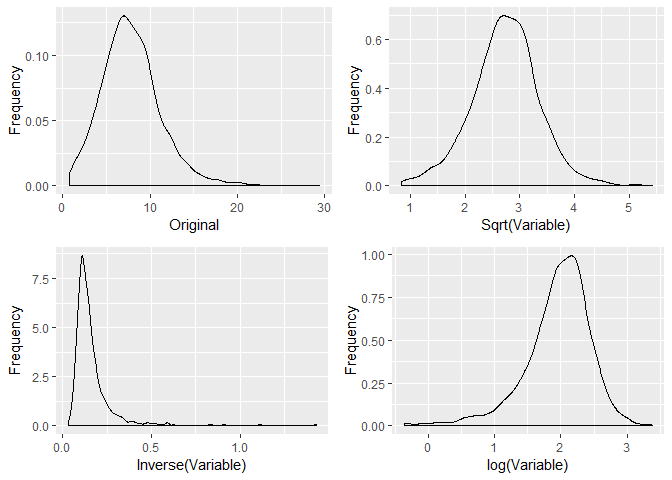 Frequency
0.10
0.05
0.00
0 10 20 30
Original
Frequency
0.6
0.4
0.2
0.0
1 2 3 4 5
Sqrt(Variable)
Frequency
7.5
5.0
2.5
0.0
0.0 0.5 1.0
Inverse(Variable)
Frequency
1.00
0.75
0.50
0.25
0.00
0 1 2 3
log(Variable)